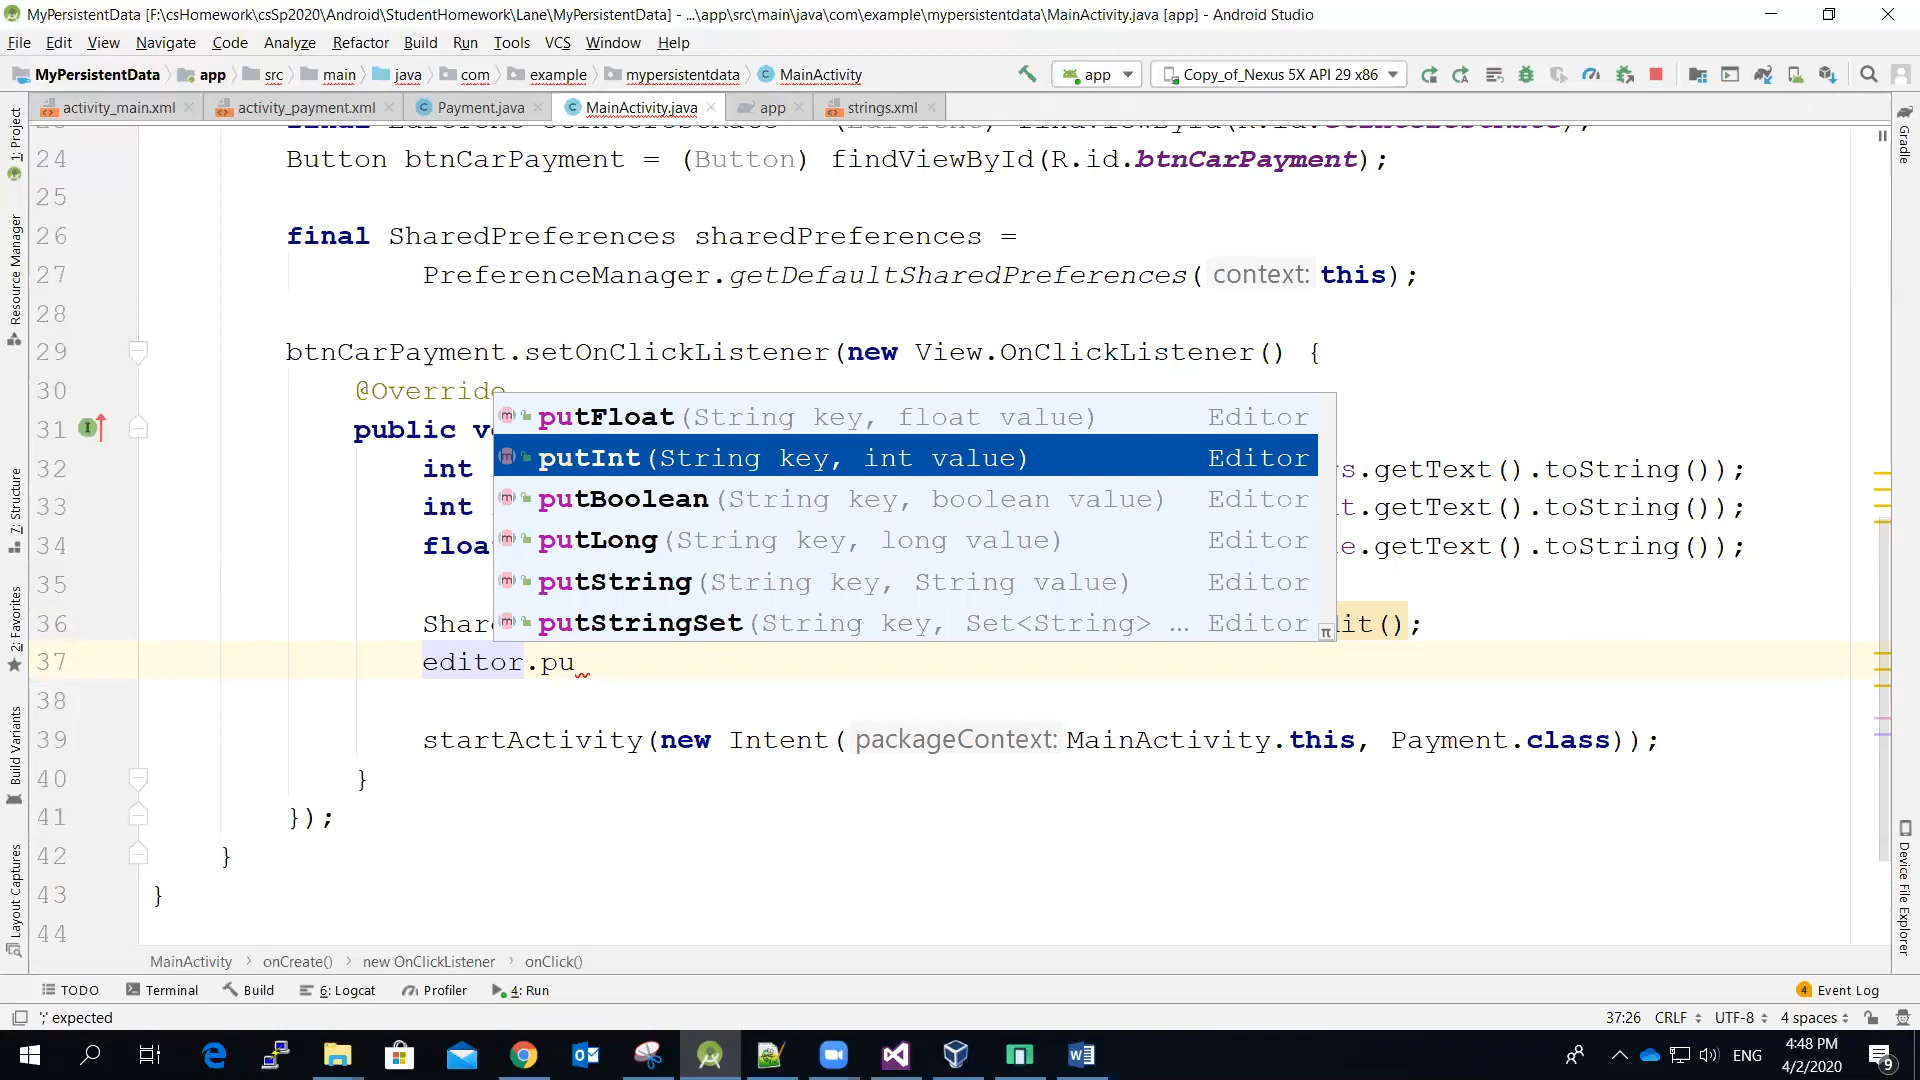 MyPersistentData [F:\csHomework\csSp2020\Android\StudentHomework\Lane\MyPersistentData] - ...\app\src\main\java\com\example\mypersistentdata\MainActivity.java [app] - Android Studio
File Edit View Navigate Code Analyze Refactor Build Run Tools VCS Window Help
MyPersistentData app src main java com example mypersistentdata MainActivity app Copy_of_Nexus 5X API 29 x86
activity_main.xml activity_payment.xml Payment.java MainActivity.java app strings.xml
24 Button btnCarPayment = (Button) findViewById(R.id.btnCarPayment);
25
26 final SharedPreferences sharedPreferences =
27 PreferenceManager.getDefaultSharedPreferences( context: this);
28
29 btnCarPayment.setOnClickListener(new View.OnClickListener() {
30 @Override
putFloat(String key, float value) Editor
31 public v
putInt(String key, int value) Editor
32 int s.getText().toString());
putBoolean(String key, boolean value) Editor
33 int t.getText().toString());
putLong(String key, long value) Editor
34 float e.getText().toString());
putString(String key, String value) Editor
35
putStringSet(String key, Set<String> ... Editor
36 Share dit();
37 editor.pu
38
39 startActivity(new Intent( packageContext: MainActivity.this, Payment.class));
40 }
41 });
42 }
43 }
44
MainActivity onCreate() new OnClickListener onClick()
TODO Terminal Build 6: Logcat Profiler 4: Run 4 Event Log
';' expected 37:26 CRLF UTF-8 4 spaces
1: Project
Resource Manager
7: Structure
2: Favorites
Build Variants
Layout Captures
Gradle
Device File Explorer
ENG 4:48 PM
4/2/2020 9